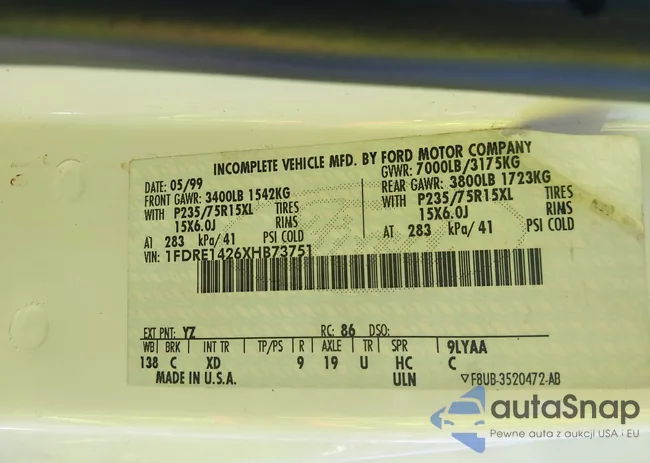 INCOMPLETE VEHICLE MFD. BY FORD MOTOR COMPANY
DATE: 05/99 GVWR: 7000LB/3175KG
FRONT GAWR: 3400LB 1542KG REAR GAWR: 3800LB 1723KG
WITH P235/75R15XL TIRES WITH P235/75R15XL TIRES
15X6.0J RIMS 15X6.0J RIMS
AT 283 kPa/41 PSI COLD AT 283 kPa/41 PSI COLD
VIN: 1FDRE1426XHB73751
EXT PNT: YZ RC: 86 DSO:
WB BRK INT TR TP/PS R AXLE TR SPR 9LYAA
138 C XD 9 19 U HC C
MADE IN U.S.A. ULN ▽F8UB-3520472-AB
autaSnap
Pewne auta z aukcji USA i EU